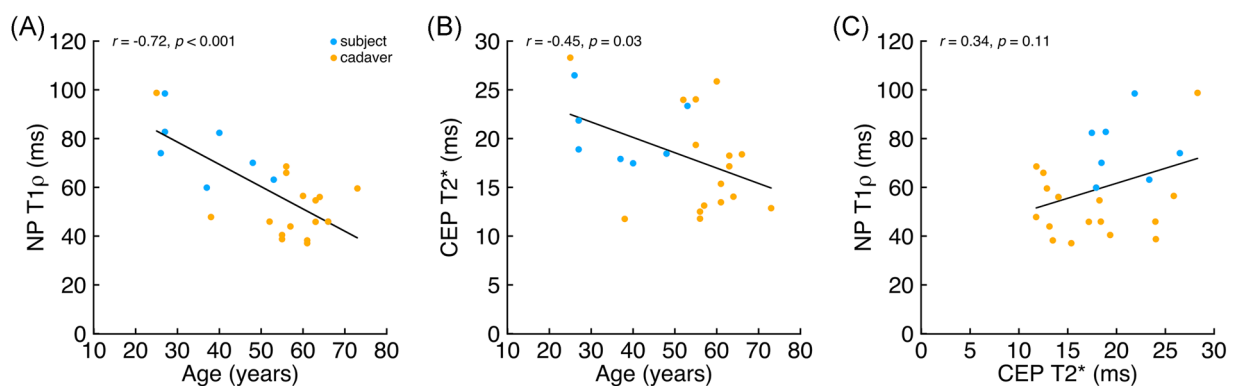 (A)
r = -0.72, p < 0.001
subject
cadaver
120
100
80
60
40
20
0
NP T1ρ (ms)
10 20 30 40 50 60 70 80
Age (years)
(B)
r = -0.45, p = 0.03
30
25
20
15
10
5
0
CEP T2* (ms)
10 20 30 40 50 60 70 80
Age (years)
(C)
r = 0.34, p = 0.11
120
100
80
60
40
20
0
NP T1ρ (ms)
0 5 10 15 20 25 30
CEP T2* (ms)